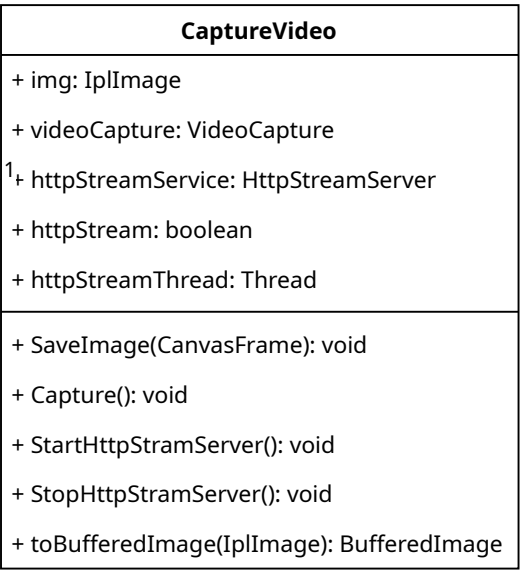 CaptureVideo
+ img: IplImage
+ videoCapture: VideoCapture
1
+ httpStreamService: HttpStreamServer
+ httpStream: boolean
+ httpStreamThread: Thread
+ SaveImage(CanvasFrame): void
+ Capture(): void
+ StartHttpStramServer(): void
+ StopHttpStramServer(): void
+ toBufferedImage(IplImage): BufferedImage